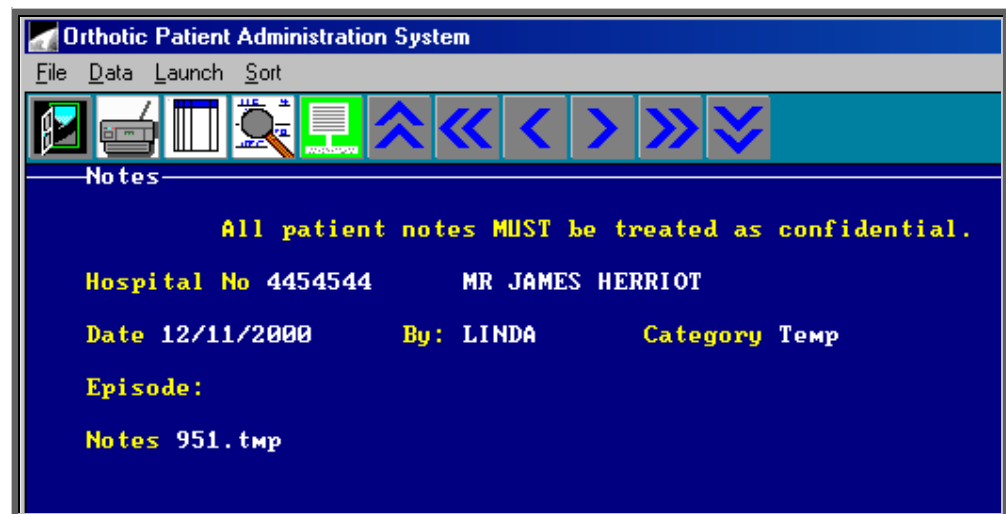 Orthotic Patient Administration System
File Data Launch Sort
Notes
All patient notes MUST be treated as confidential.
Hospital No 4454544 MR JAMES HERRIOT
Date 12/11/2000 By: LINDA Category Temp
Episode:
Notes 951.tmp